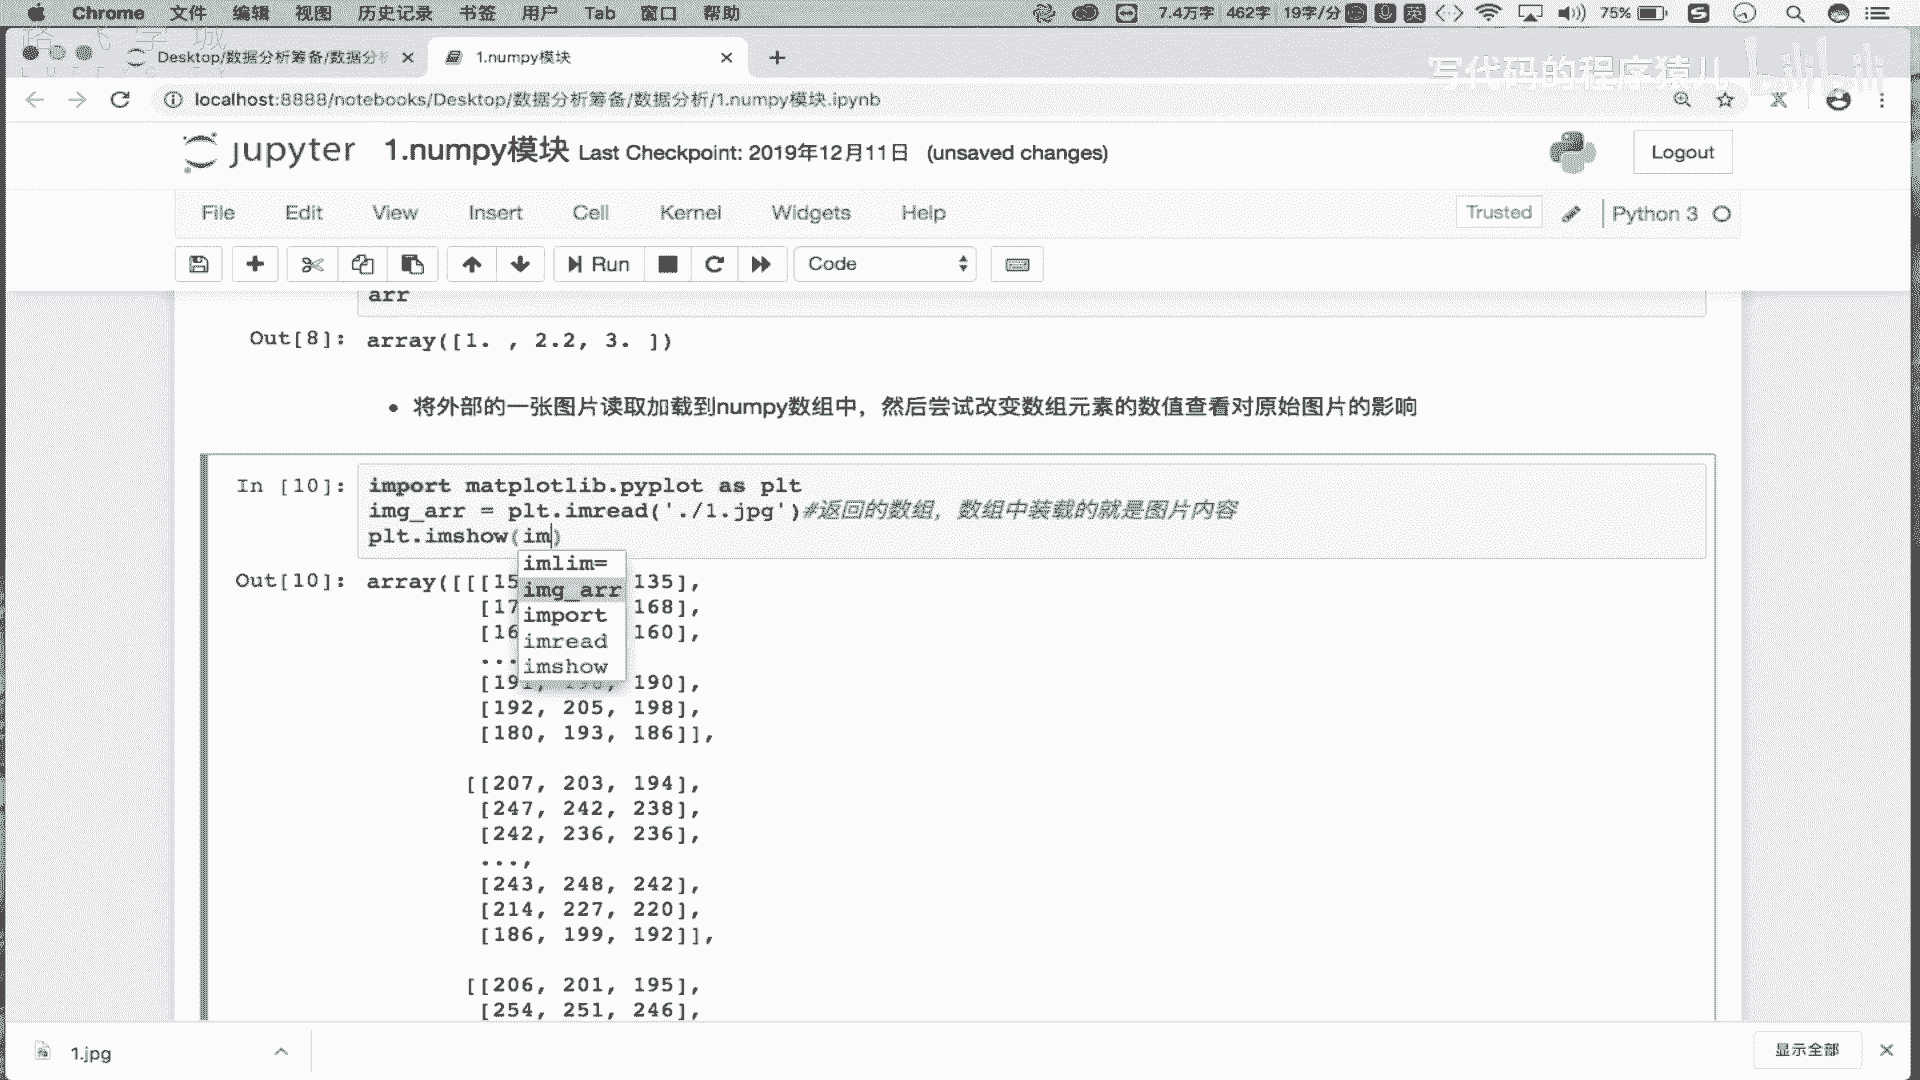 Chrome 文件 编辑 视图 历史记录 书签 用户 Tab 窗口 帮助 7.4万字 462字 19字/分 英 75%
Desktop/数据分析筹备/数据分析 1.numpy模块
写代码的程序猿儿 bilibili
localhost:8888/notebooks/Desktop/数据分析筹备/数据分析/1.numpy模块.ipynb
jupyter 1.numpy模块 Last Checkpoint: 2019年12月11日 (unsaved changes) Logout
File Edit View Insert Cell Kernel Widgets Help Trusted Python 3
Run Code
arr
Out[8]: array([1. , 2.2, 3. ])
将外部的一张图片读取加载到numpy数组中，然后尝试改变数组元素的数值查看对原始图片的影响
In [10]: import matplotlib.pyplot as plt
img_arr = plt.imread('./1.jpg')#返回的数组，数组中装载的就是图片内容
plt.imshow(im)
imlim=
img_arr
import
imread
imshow
Out[10]: array([[[15 135],
[17 168],
[16 160],
...
[191, 190],
[192, 205, 198],
[180, 193, 186]],
[[207, 203, 194],
[247, 242, 238],
[242, 236, 236],
...,
[243, 248, 242],
[214, 227, 220],
[186, 199, 192]],
[[206, 201, 195],
[254, 251, 246],
1.jpg 显示全部